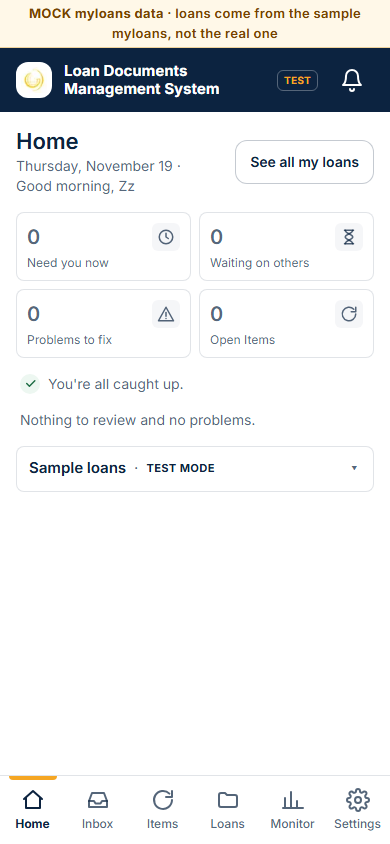 MOCK myloans data · loans come from the sample
myloans, not the real one
Loan Documents
Management System
TEST
Home
Thursday, November 19 ·
Good morning, Zz
See all my loans
0
Need you now
0
Waiting on others
0
Problems to fix
0
Open Items
You're all caught up.
Nothing to review and no problems.
Sample loans · TEST MODE
Home
Inbox
Items
Loans
Monitor
Settings